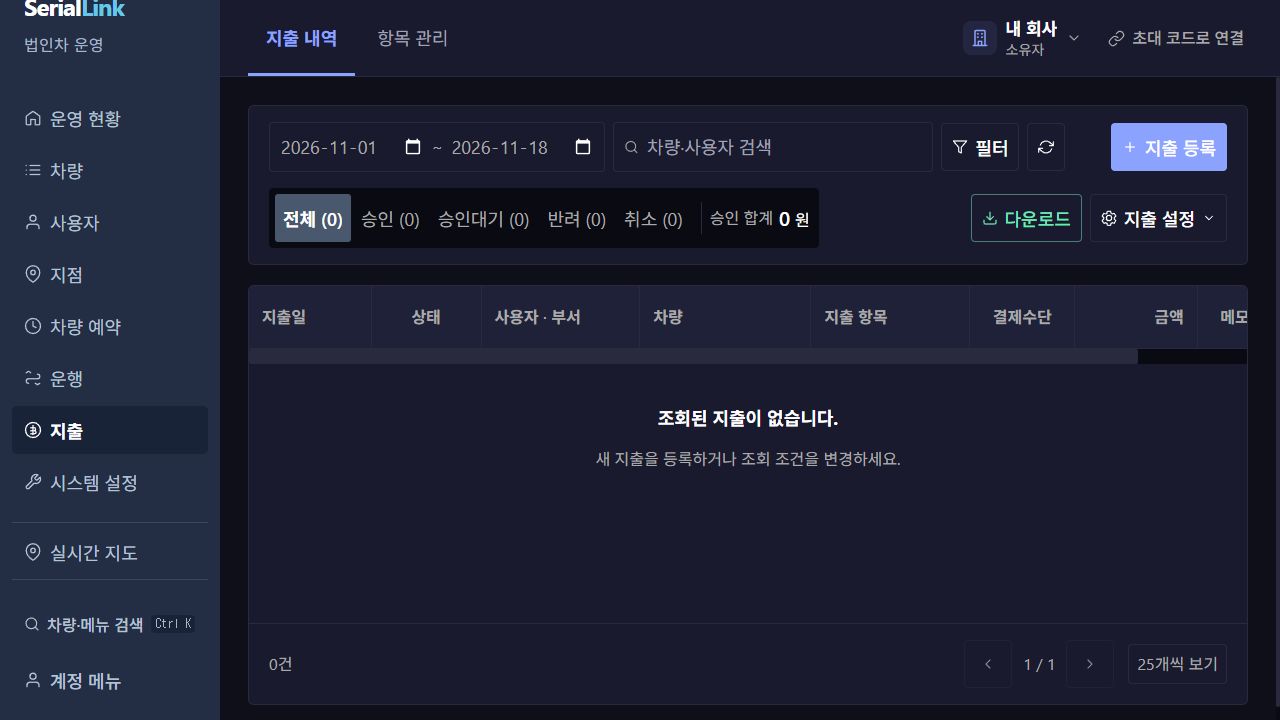 SerialLink
법인차 운영
운영 현황
차량
사용자
지점
차량 예약
운행
지출
시스템 설정
실시간 지도
차량·메뉴 검색 Ctrl K
계정 메뉴
지출 내역 항목 관리
내 회사
소유자
초대 코드로 연결
2026-11-01 ~ 2026-11-18 차량·사용자 검색 필터 + 지출 등록
전체 (0) 승인 (0) 승인대기 (0) 반려 (0) 취소 (0) 승인 합계 0 원 다운로드 지출 설정
지출일 상태 사용자 · 부서 차량 지출 항목 결제수단 금액 메모
조회된 지출이 없습니다.
새 지출을 등록하거나 조회 조건을 변경하세요.
0건 1 / 1 25개씩 보기